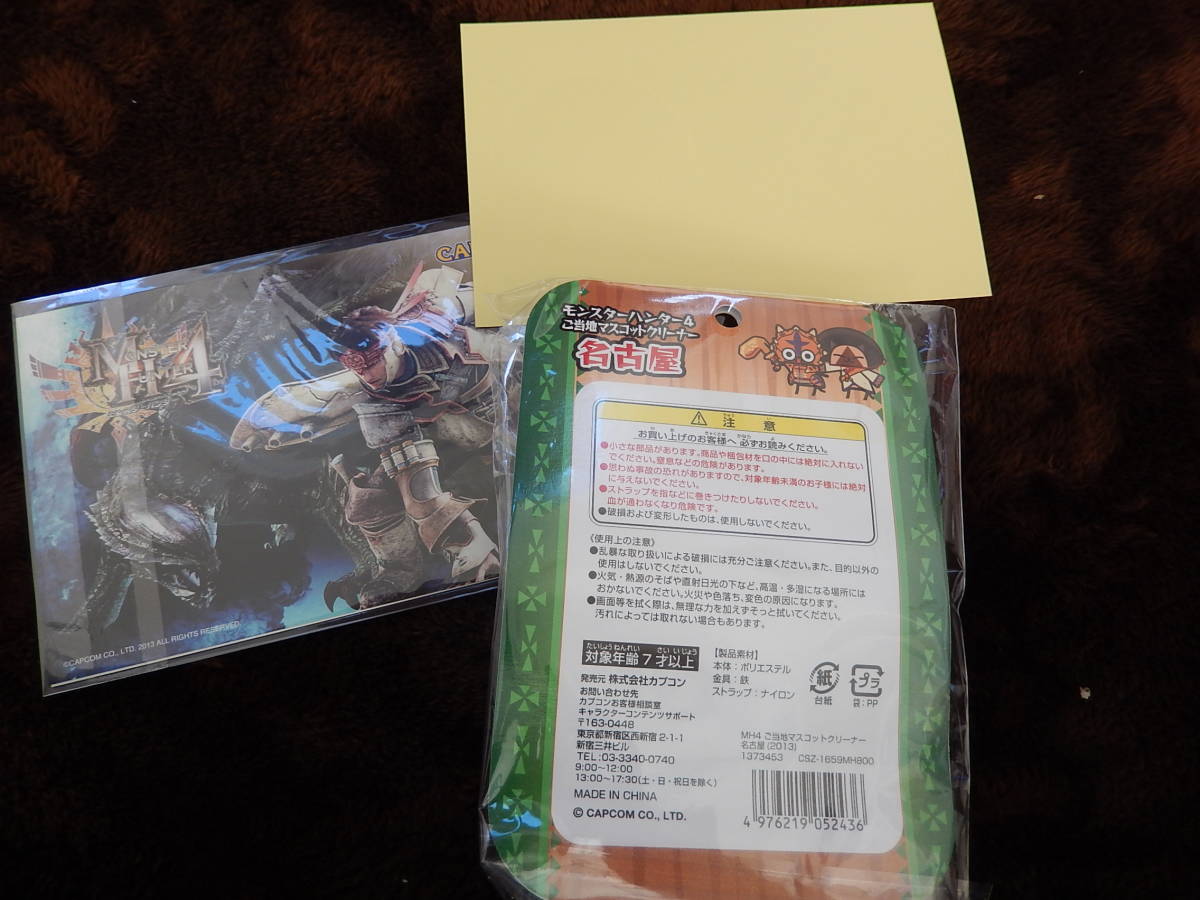 CA
MH4
©CAPCOM CO., LTD. 2013 ALL RIGHTS RESERVED.
モンスターハンター4
ご当地マスコットクリーナー
名古屋
注意
お買い上げのお客様へ 必ずお読みください。
●小さな部品があります。商品や梱包材を口の中には絶対に入れない
でください。窒息などの危険があります。
●思わぬ事故の恐れがありますので、対象年齢未満のお子様には絶対
に与えないでください。
●ストラップを指などに巻きつけたりしないでください。
血が通わなくなり危険です。
●破損および変形したものは、使用しないでください。
《使用上の注意》
●乱暴な取り扱いによる破損には充分ご注意ください。また、目的以外の
使用はしないでください。
●火気・熱源のそばや直射日光の下など、高温・多湿になる場所には
おかないでください。火災や色落ち、変色の原因になります。
●画面等を拭く際は、無理な力を加えずそっと拭いてください。
汚れによっては取れない場合もあります。
たいしょうねんれい さい いじょう
対象年齢 7才以上
発売元 株式会社カプコン
お問い合わせ先
カプコンお客様相談室
キャラクターコンテンツサポート
〒163-0448
東京都新宿区西新宿2-1-1
新宿三井ビル
TEL:03-3340-0740
9:00~12:00
13:00~17:30(土・日・祝日を除く)
MADE IN CHINA
© CAPCOM CO., LTD.
【製品素材】
本体:ポリエステル
金具:鉄
ストラップ:ナイロン
紙
台紙
プラ
袋:PP
MH4 ご当地マスコットクリーナー
名古屋(2013)
1373453 CSZ-1659MH800
4 976219 052436